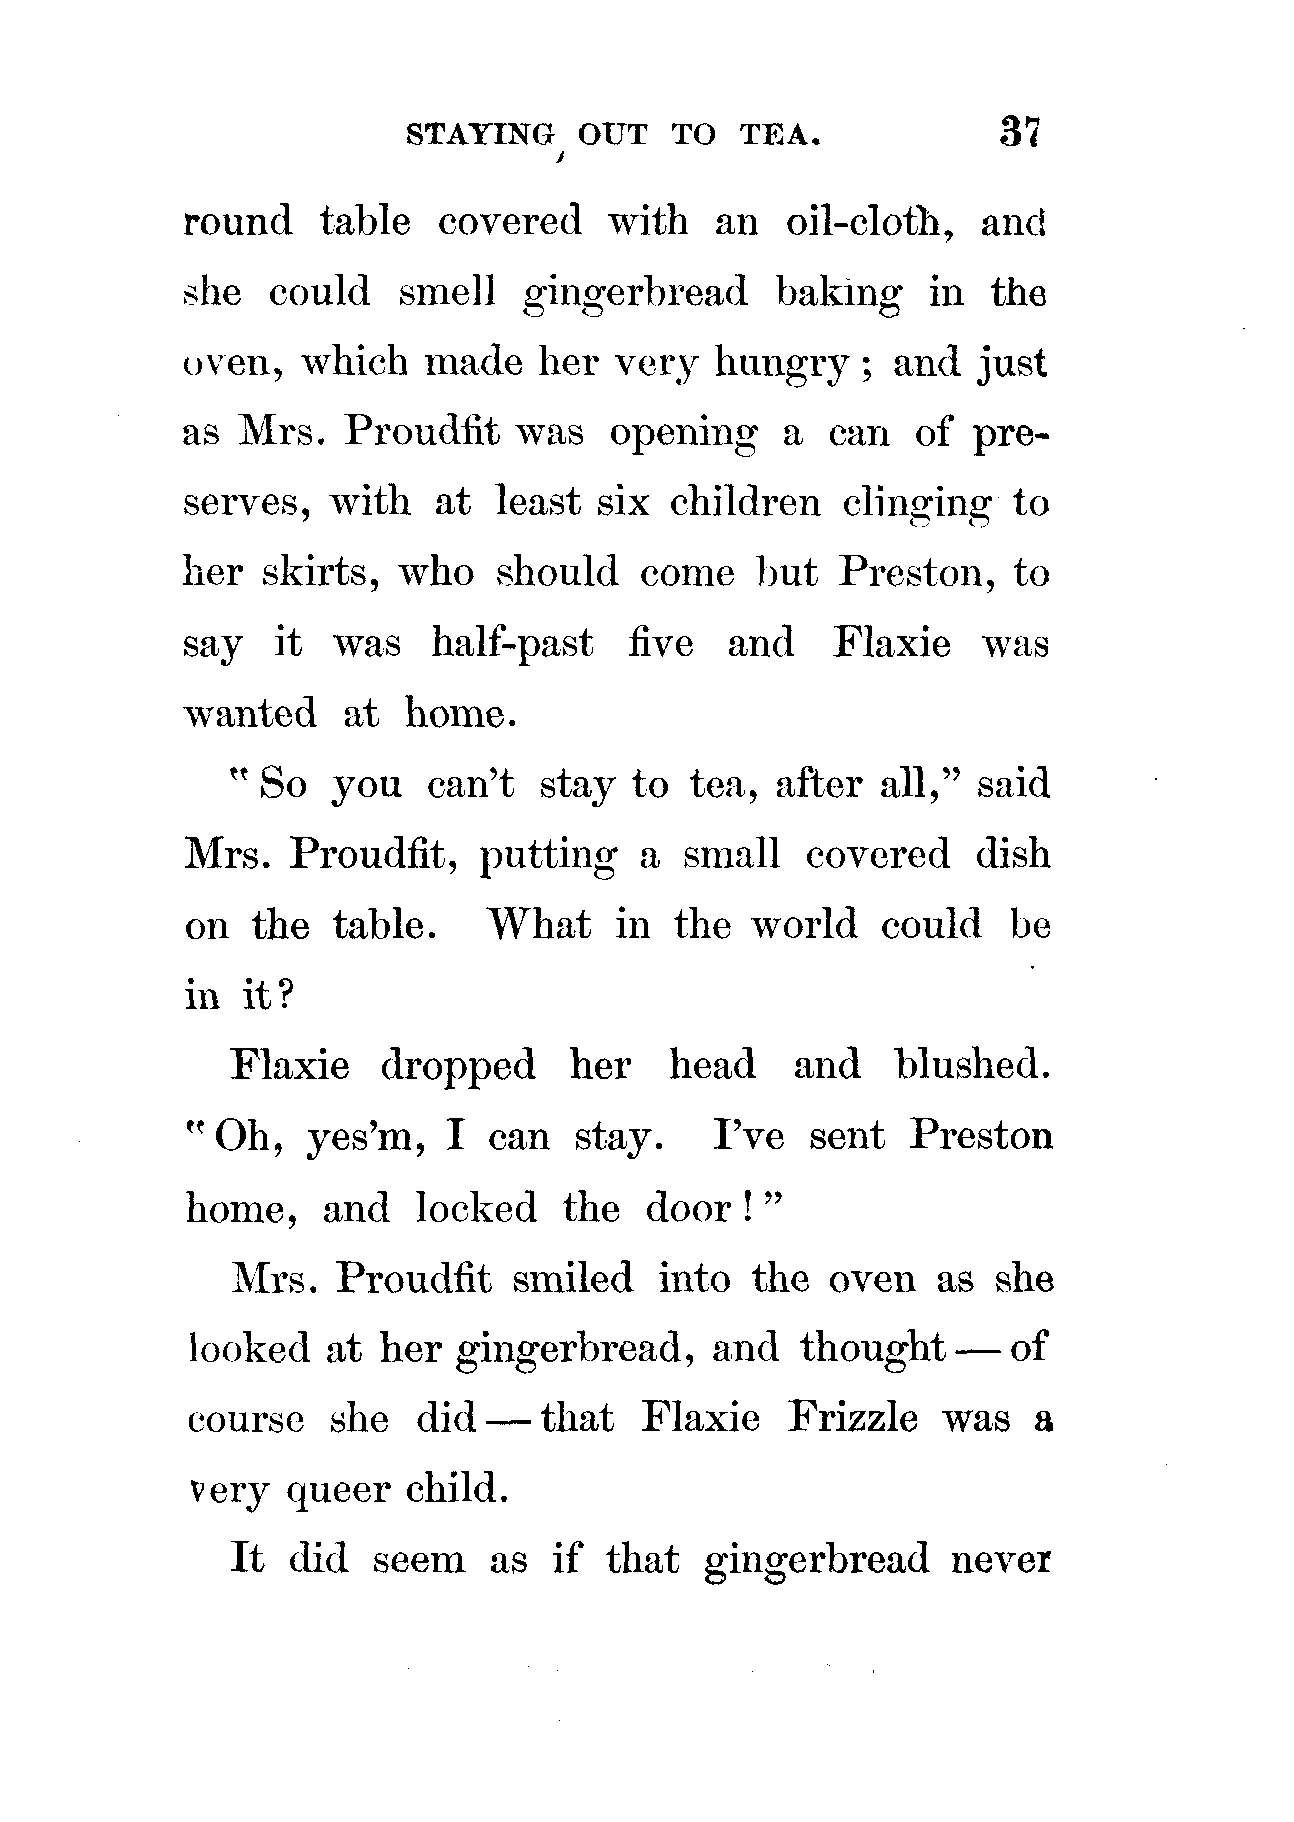 STAYING OUT TO TEA. 37
round table covered with an oil-cloth, and
she could smell gingerbread baking in the
oven, which made her very hungry; and just
as Mrs. Proudfit was opening a can of pre-
serves, with at least six children clinging to
her skirts, who should come but Preston, to
say it was half-past five and Flaxie was
wanted at home.
"So you can't stay to tea, after all," said
Mrs. Proudfit, putting a small covered dish
on the table. What in the world could be
in it?
Flaxie dropped her head and blushed.
"Oh, yes'm, I can stay. I've sent Preston
home, and locked the door!"
Mrs. Proudfit smiled into the oven as she
looked at her gingerbread, and thought — of
course she did — that Flaxie Frizzle was a
very queer child.
It did seem as if that gingerbread never